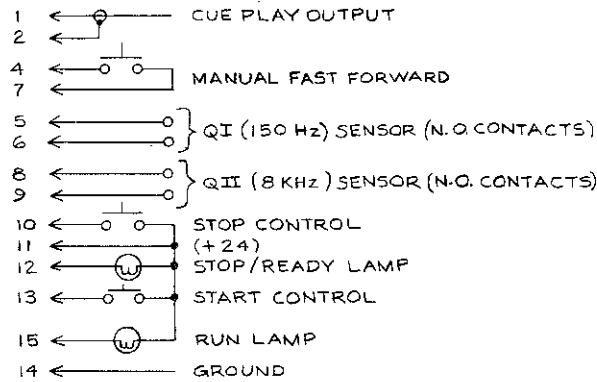 1 CUE PLAY OUTPUT
2
4
7 MANUAL FAST FORWARD
5
6 QI (150 Hz) SENSOR (N.O. CONTACTS)
8
9 QII (8 KHz) SENSOR (N.O. CONTACTS)
10 STOP CONTROL
11 (+24)
12 STOP/READY LAMP
13 START CONTROL
15 RUN LAMP
14 GROUND